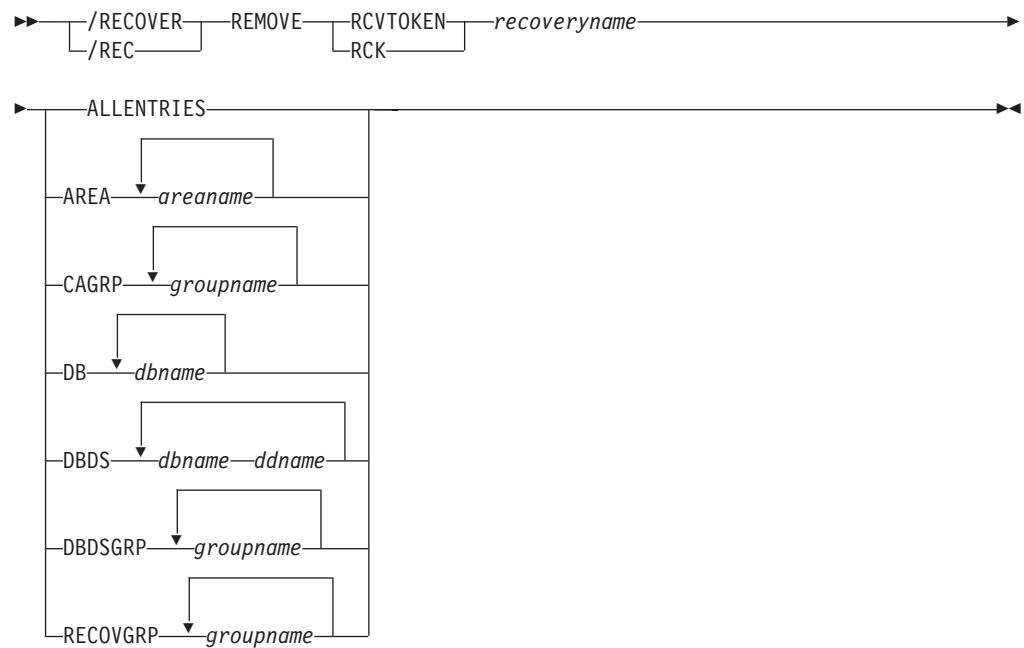 /RECOVER REMOVE RCVTOKEN recoveryname
/REC RCK
ALLENTRIES
AREA areaname
CAGRP groupname
DB dbname
DBDS dbname ddname
DBDSGRP groupname
RECOVGRP groupname